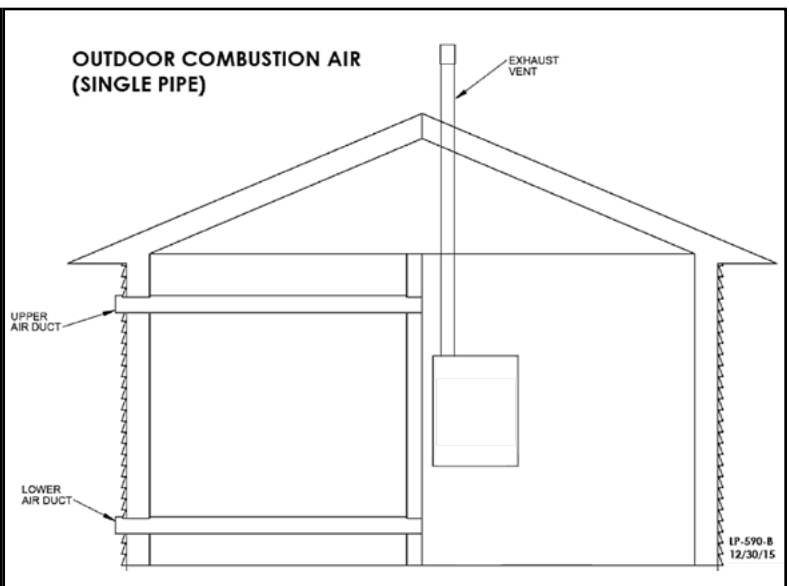 OUTDOOR COMBUSTION AIR
(SINGLE PIPE)
EXHAUST
VENT
UPPER
AIR DUCT
LOWER
AIR DUCT
LP-590-B
12/30/15